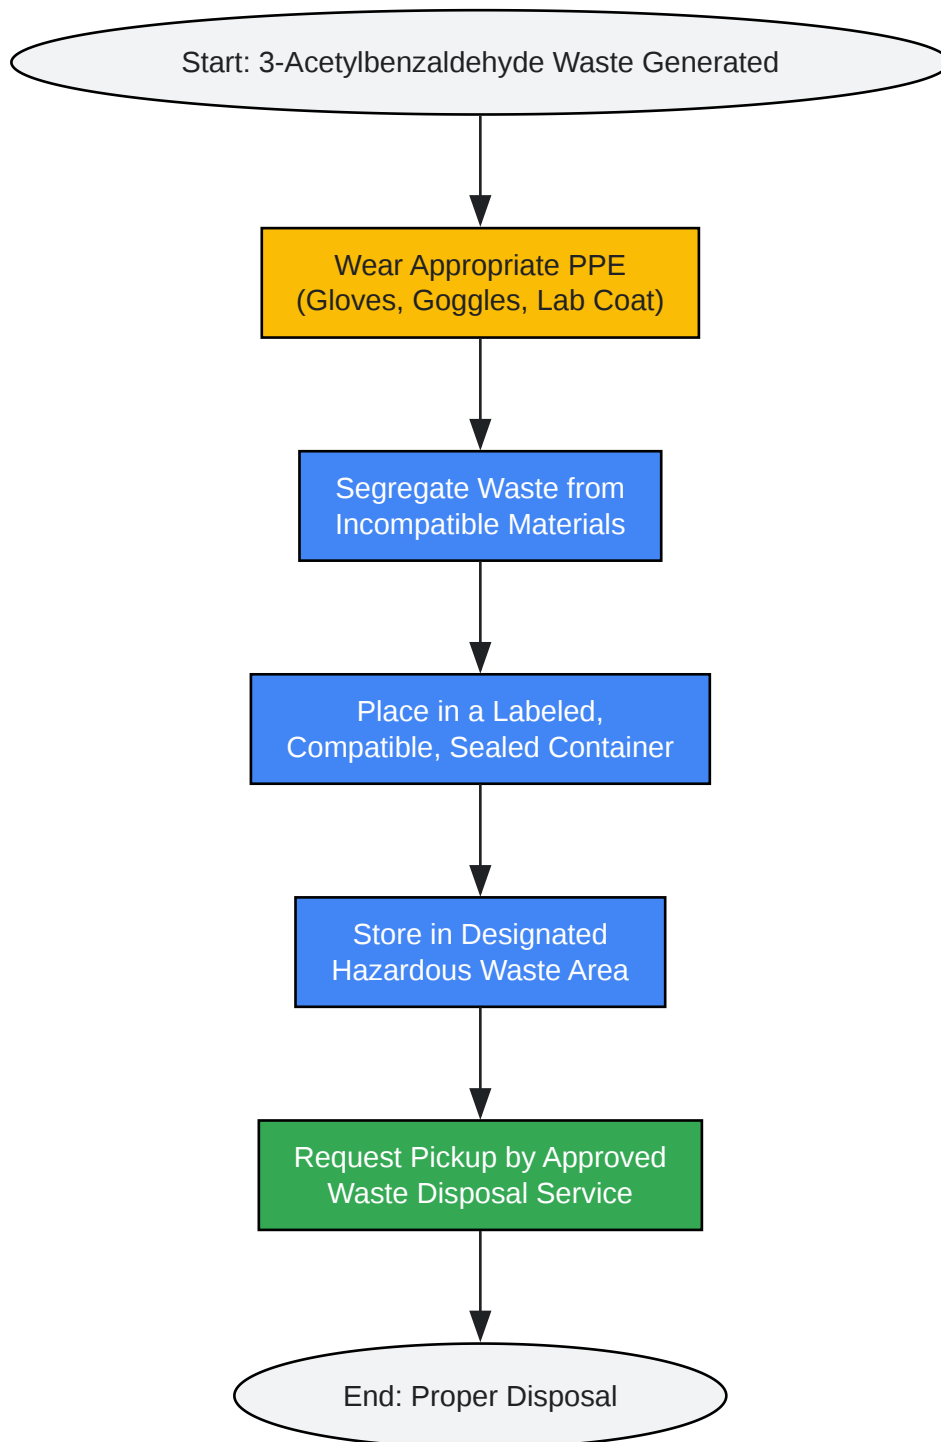 Start: 3-Acetylbenzaldehyde Waste Generated
Wear Appropriate PPE
(Gloves, Goggles, Lab Coat)
Segregate Waste from
Incompatible Materials
Place in a Labeled,
Compatible, Sealed Container
Store in Designated
Hazardous Waste Area
Request Pickup by Approved
Waste Disposal Service
End: Proper Disposal